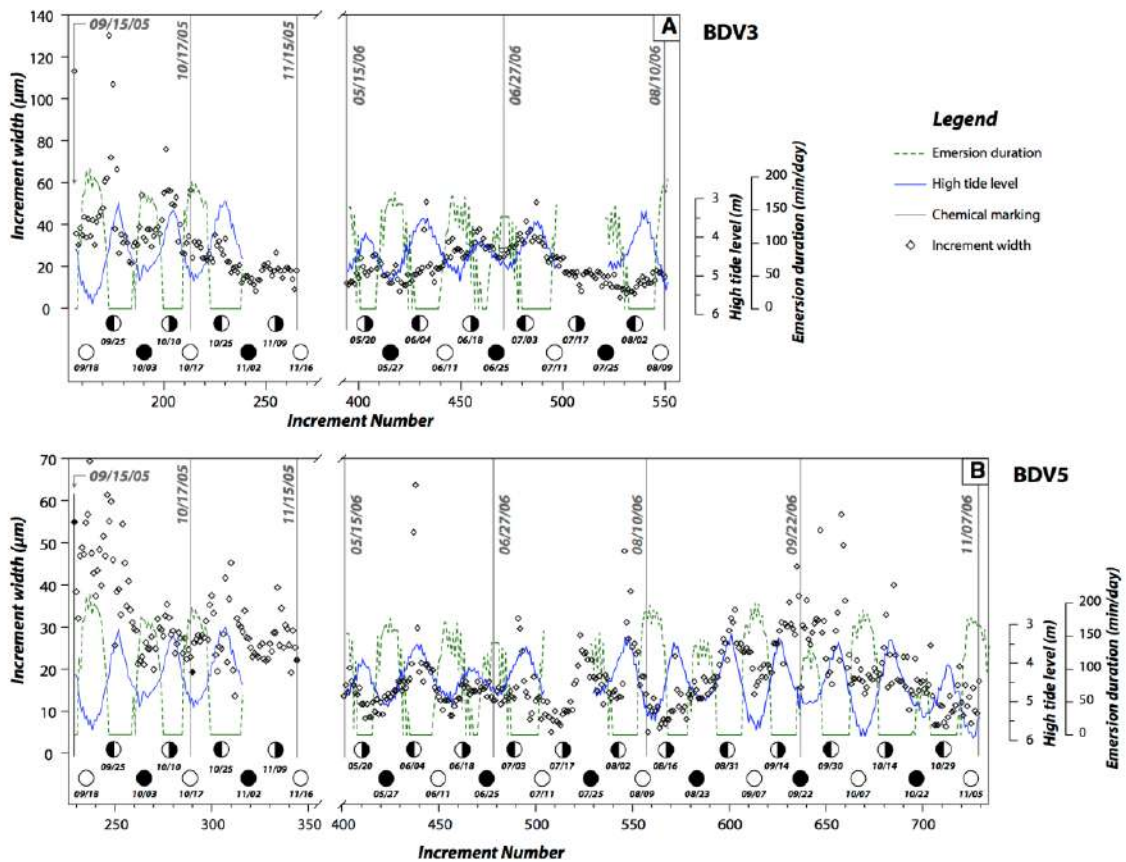 A
BDV3
140
120
100
80
60
40
20
0
Increment width (µm)
09/15/05
10/17/05
11/15/05
05/15/06
06/27/06
08/10/06
3
4
5
6
High tide level (m)
200
150
100
50
0
Emersion duration (min/day)
Legend
Emersion duration
High tide level
Chemical marking
Increment width
09/25 10/10 10/25 11/09 05/20 06/04 06/18 07/03 07/17 08/02
09/18 10/03 10/17 11/02 11/16 05/27 06/11 06/25 07/11 07/25 08/09
200 250 400 450 500 550
Increment Number
B
BDV5
70
60
50
40
30
20
10
0
Increment width (µm)
09/15/05
10/17/05
11/15/05
05/15/06
06/27/06
08/10/06
09/22/06
11/07/06
3
4
5
6
High tide level (m)
200
150
100
50
0
Emersion duration (min/day)
09/25 10/10 10/25 11/09 05/20 06/04 06/18 07/03 07/17 08/02 08/16 08/31 09/14 09/30 10/14 10/29
09/18 10/03 10/17 11/02 11/16 05/27 06/11 06/25 07/11 07/25 08/09 08/23 09/07 09/22 10/07 10/22 11/05
250 300 350 400 450 500 550 600 650 700
Increment Number